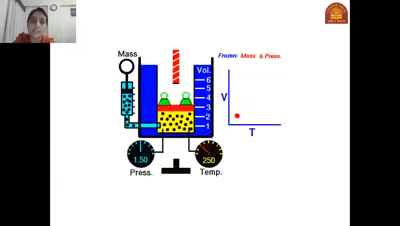 Mass
Frozen: Mass & Press.
Vol.
6
5
4
3
2
1
V
T
1.50
250
Press.
Temp.